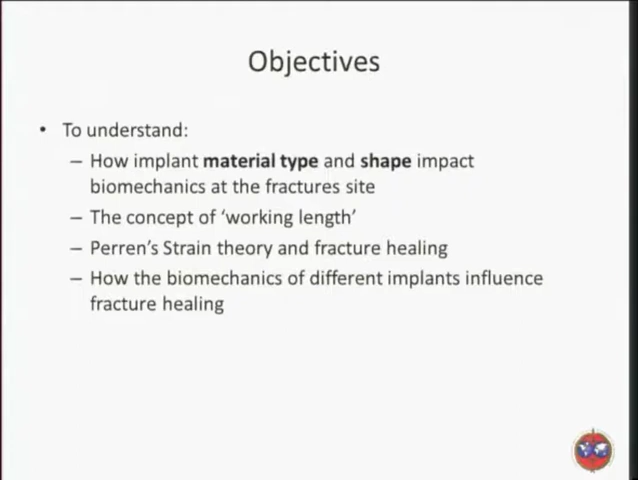 Objectives
• To understand:
– How implant material type and shape impact
biomechanics at the fractures site
– The concept of ‘working length’
– Perren’s Strain theory and fracture healing
– How the biomechanics of different implants influence
fracture healing